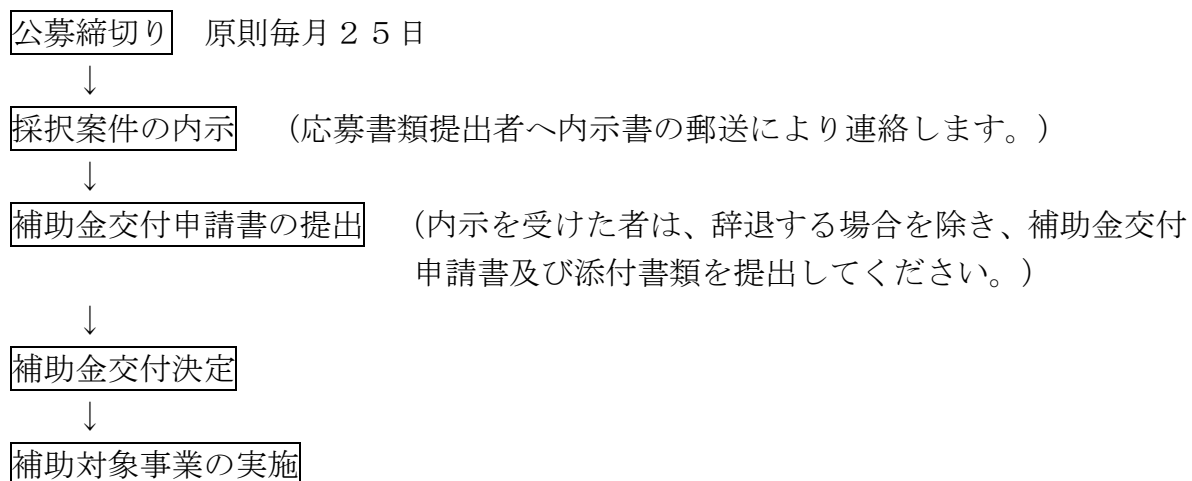 公募締切り　原則毎月２５日
↓
採択案件の内示　（応募書類提出者へ内示書の郵送により連絡します。）
↓
補助金交付申請書の提出　（内示を受けた者は、辞退する場合を除き、補助金交付
申請書及び添付書類を提出してください。）
↓
補助金交付決定
↓
補助対象事業の実施